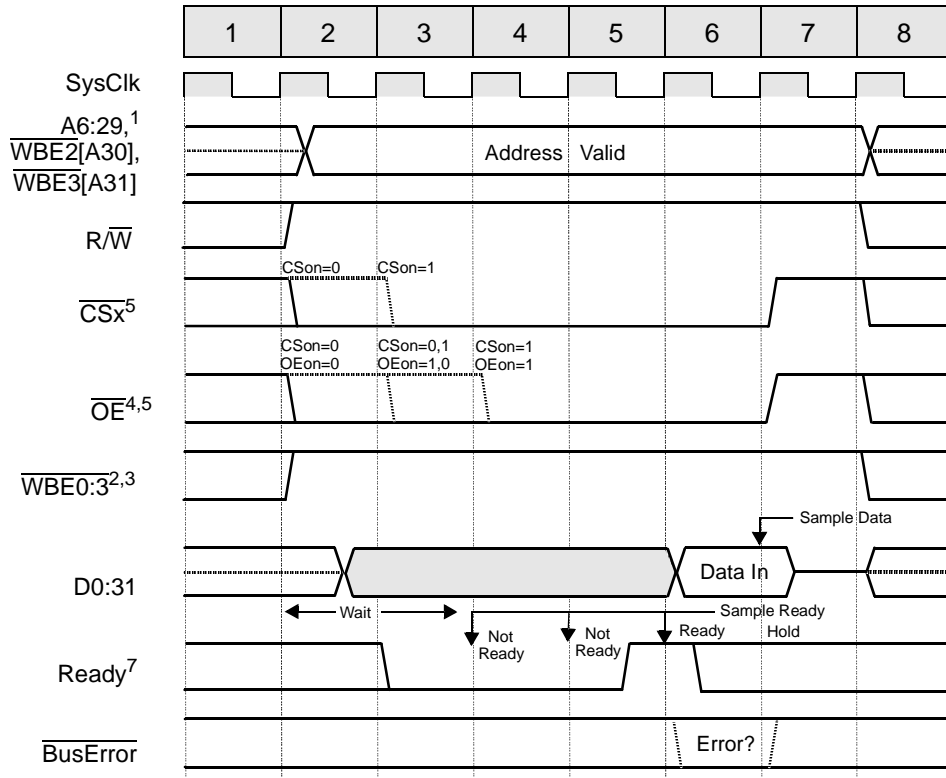 1 2 3 4 5 6 7 8
SysClk
A6:29,1
WBE2[A30],
WBE3[A31]
Address Valid
R/W
CSon=0 CSon=1
CSx5
CSon=0 CSon=0,1 CSon=1
OEon=0 OEon=1,0 OEon=1
OE4,5
WBE0:32,3
Sample Data
D0:31
Data In
Wait
Sample Ready
Not Ready
Not Ready
Ready
Hold
Ready7
BusError
Error?